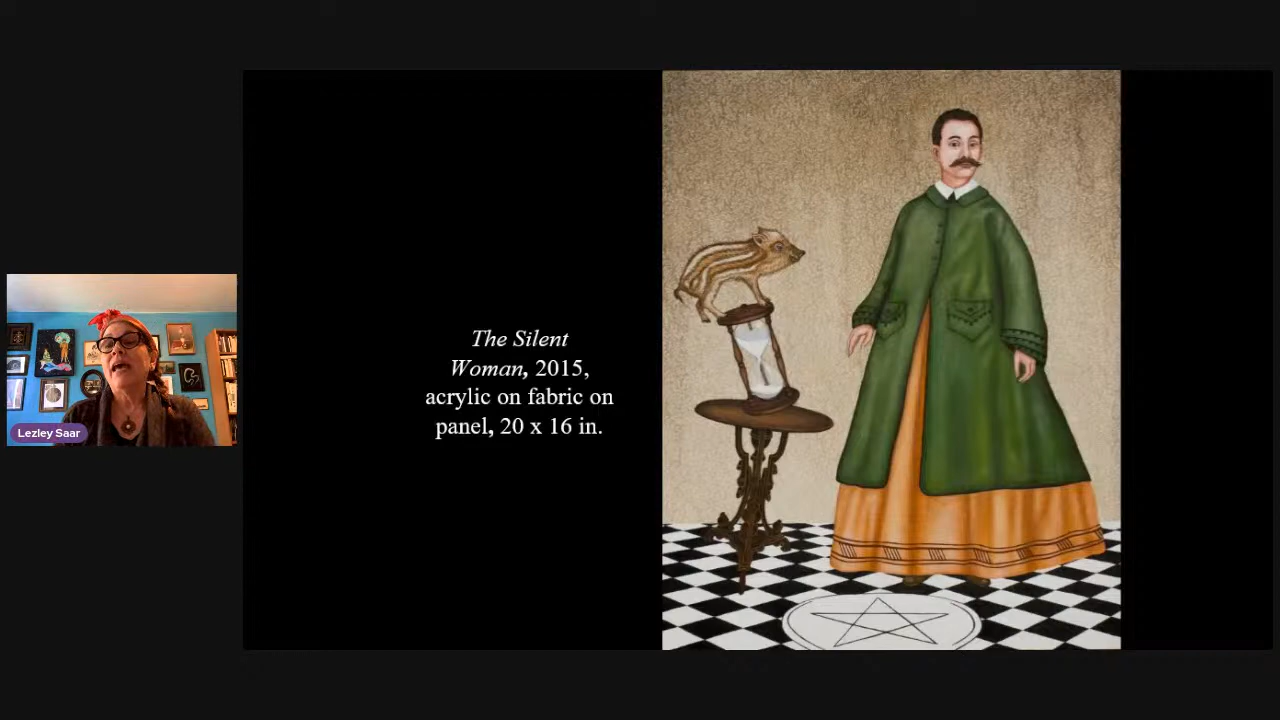 The Silent
Woman, 2015,
acrylic on fabric on
panel, 20 x 16 in.
Lezley Saar